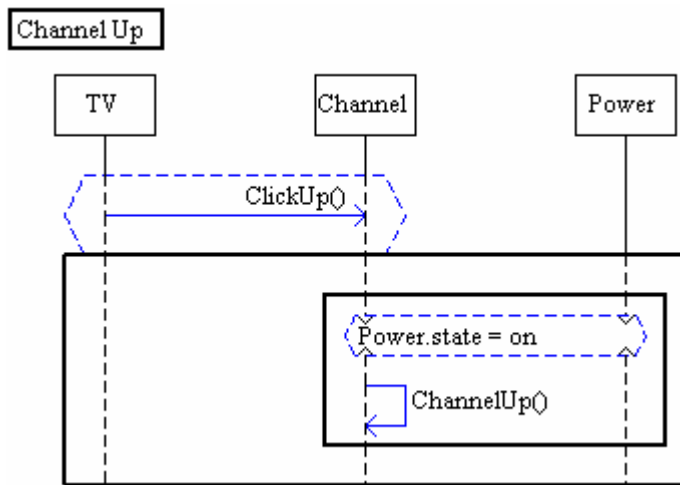 Channel Up
TV
Channel
Power
ClickUp()
Power.state = on
ChannelUp()